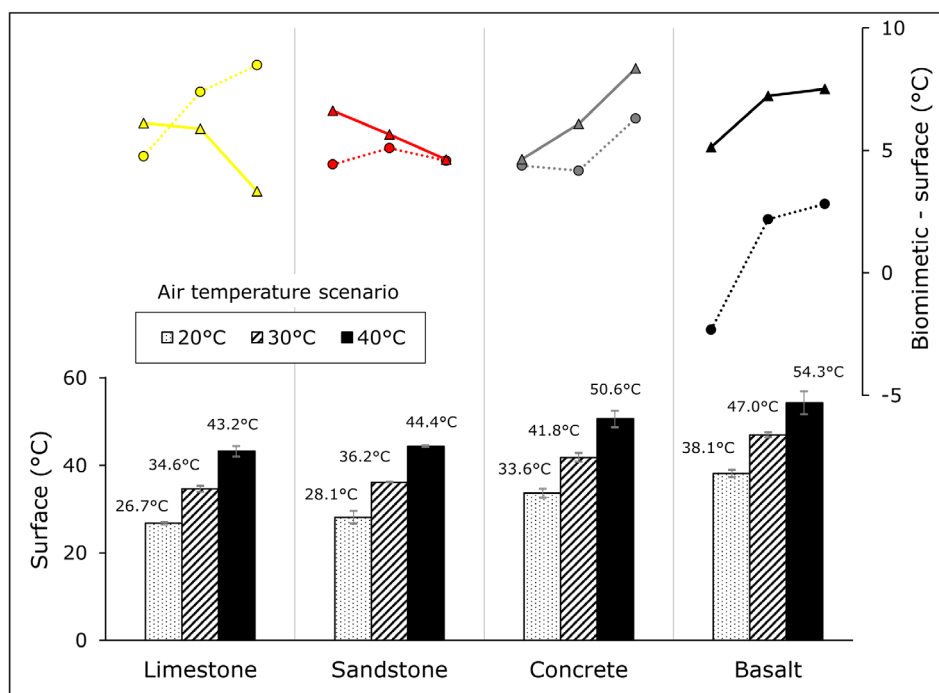 10
5
0
-5
Biomimetic - surface (°C)
Air temperature scenario
20°C 30°C 40°C
60
40
20
0
Surface (°C)
26.7°C 34.6°C 43.2°C
28.1°C 36.2°C 44.4°C
33.6°C 41.8°C 50.6°C
38.1°C 47.0°C 54.3°C
Limestone Sandstone Concrete Basalt